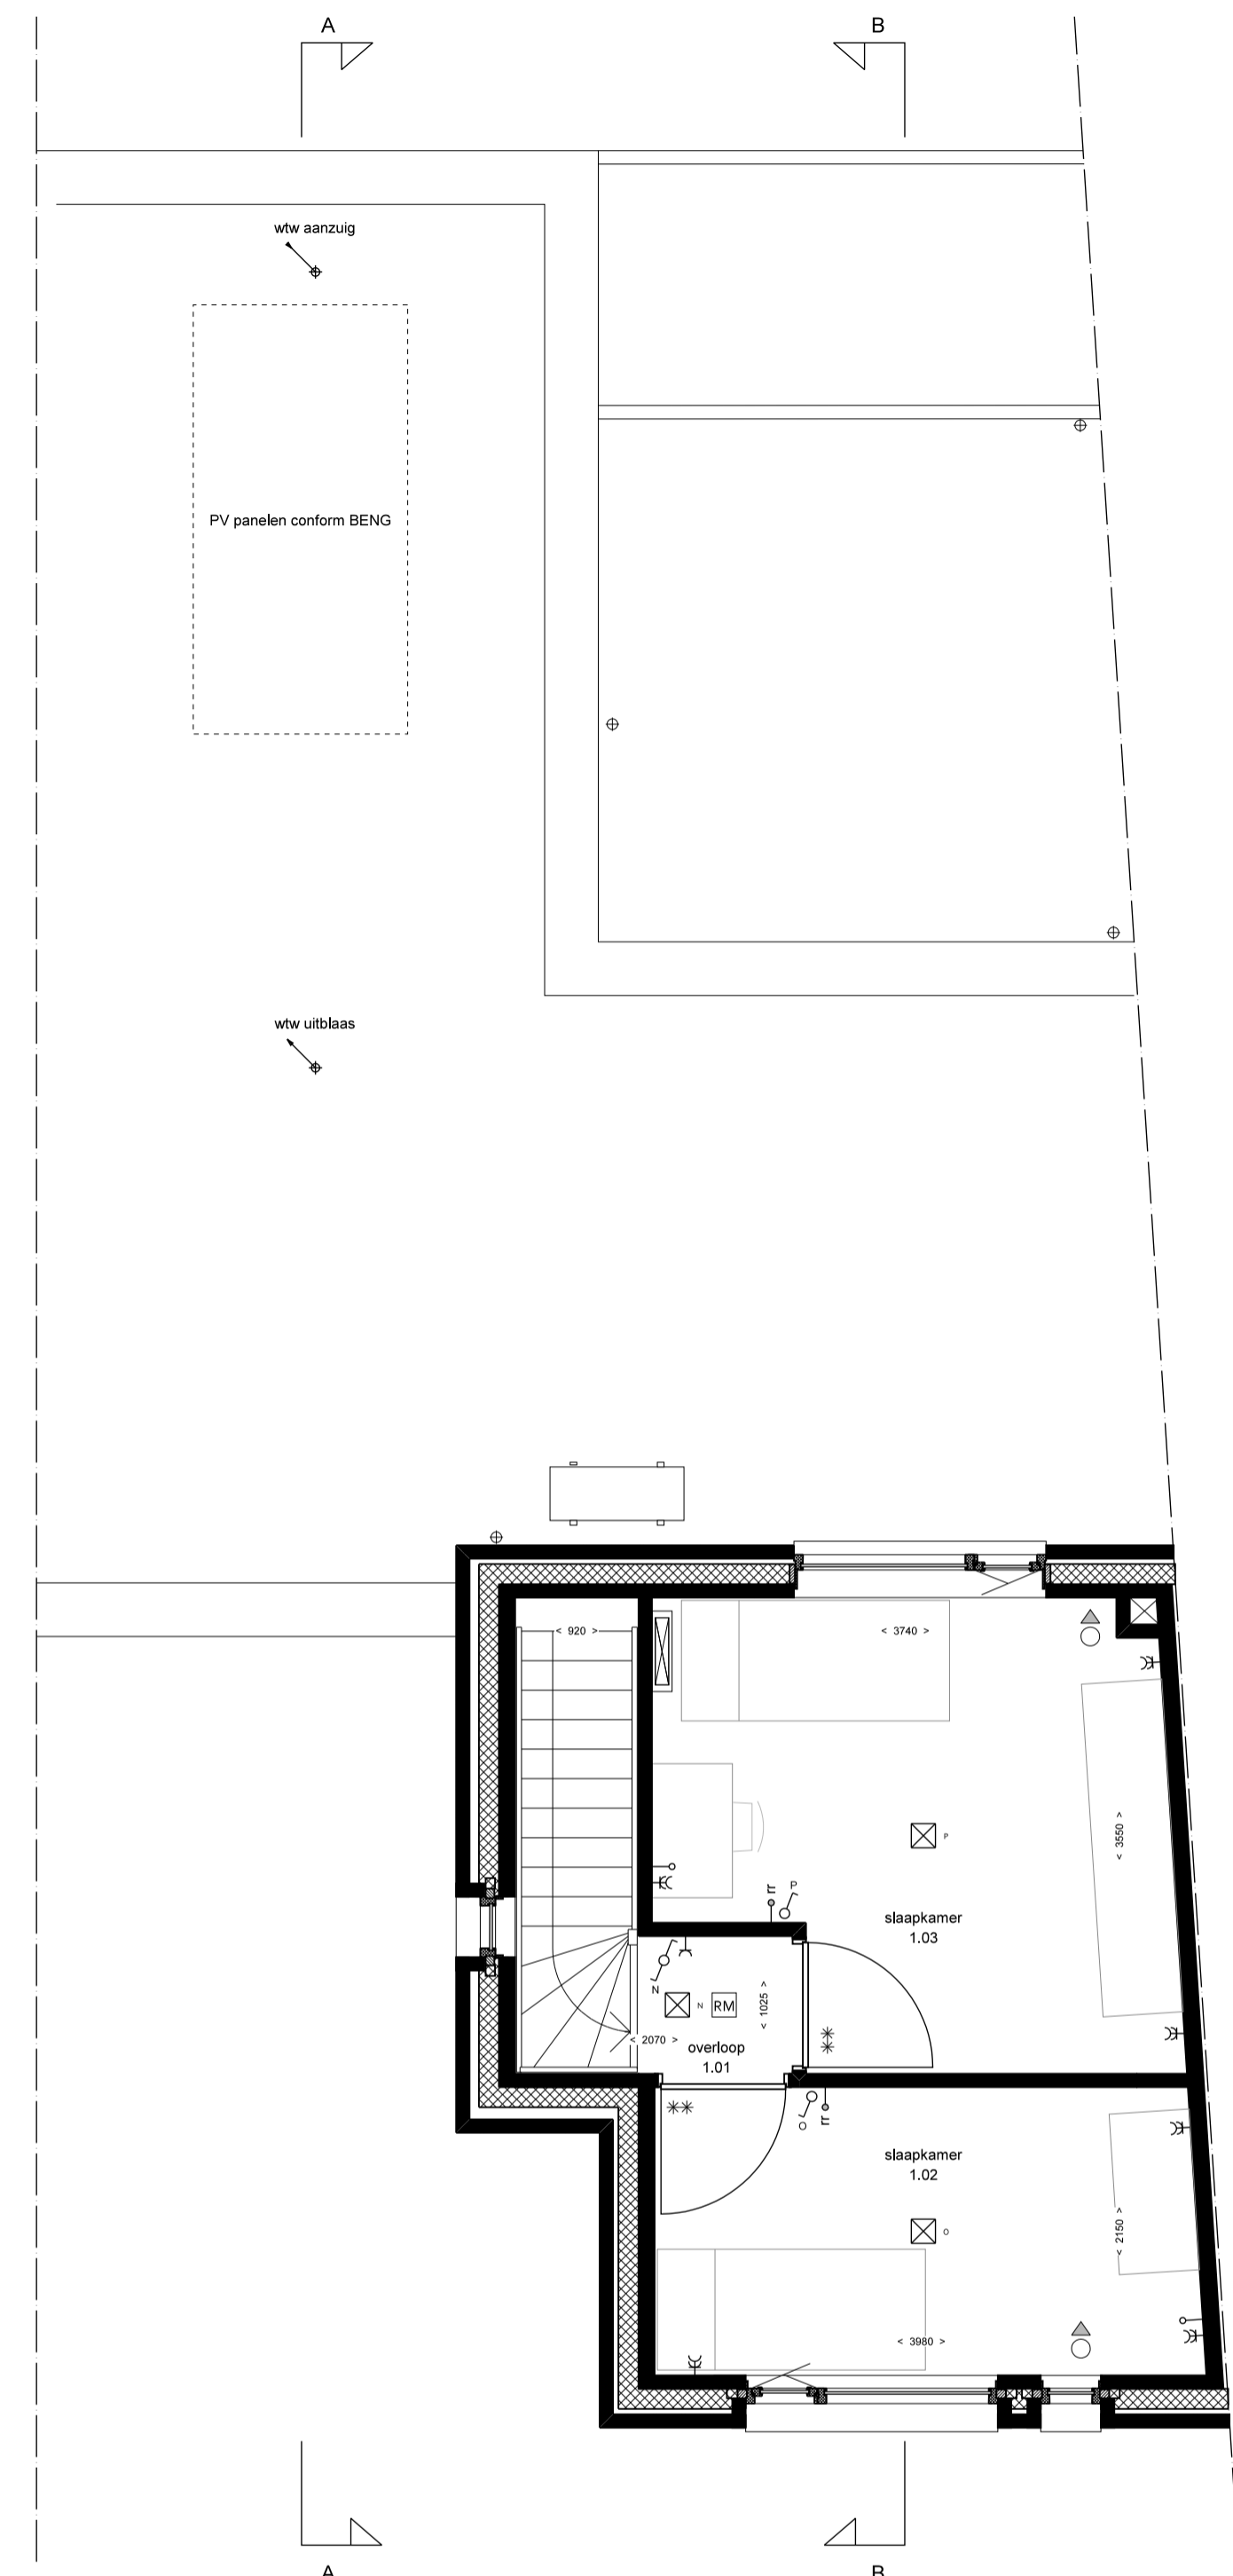 A
B
wtw aanzuig
PV panelen conform BENG
wtw uitblaas
< 920 >
< 3740 >
< 3550 >
P
P
slaapkamer
1.03
N
N
RM
< 1025 >
< 2070 >
overloop
1.01
**
**
O
slaapkamer
1.02
O
< 2150 >
< 3980 >
A
B